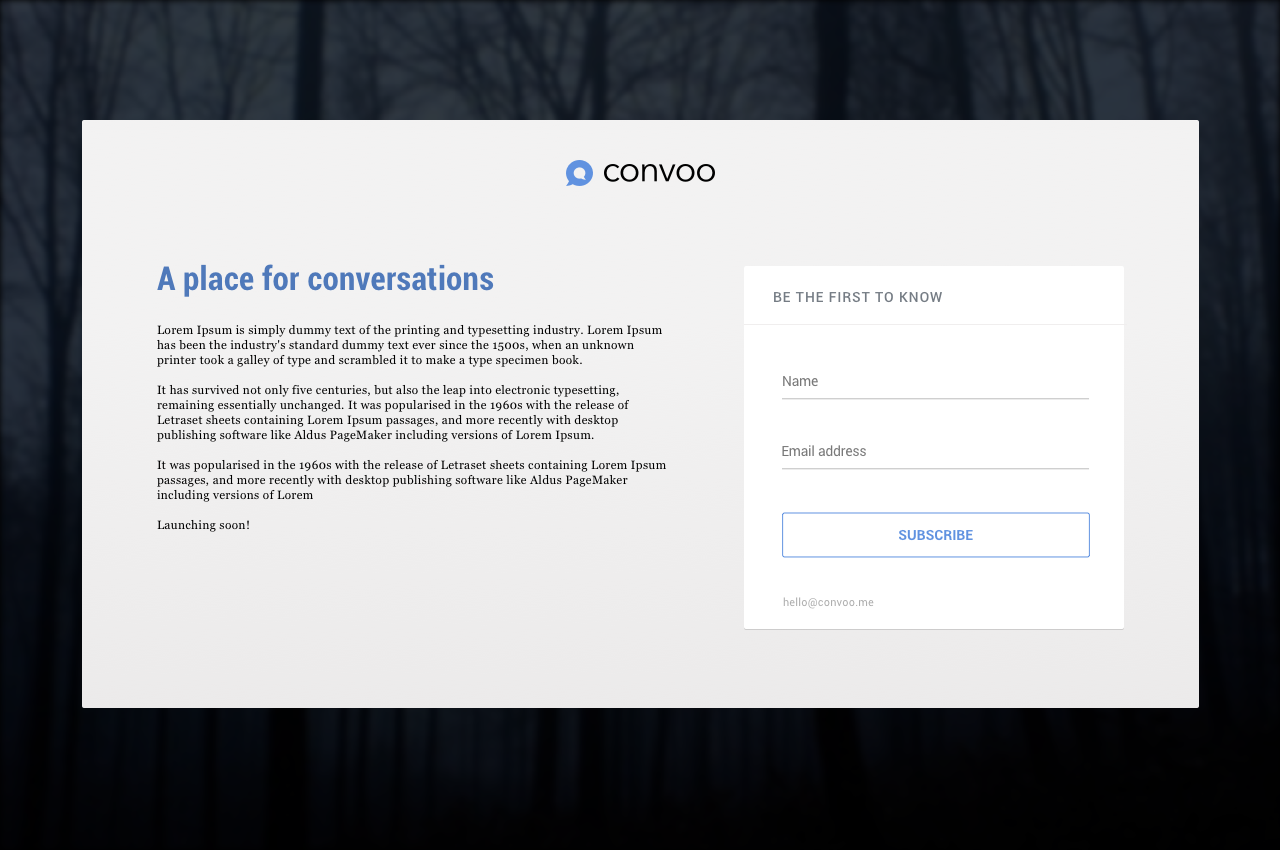 convoo
A place for conversations
Lorem Ipsum is simply dummy text of the printing and typesetting industry. Lorem Ipsum
has been the industry's standard dummy text ever since the 1500s, when an unknown
printer took a galley of type and scrambled it to make a type specimen book.
It has survived not only five centuries, but also the leap into electronic typesetting,
remaining essentially unchanged. It was popularised in the 1960s with the release of
Letraset sheets containing Lorem Ipsum passages, and more recently with desktop
publishing software like Aldus PageMaker including versions of Lorem Ipsum.
It was popularised in the 1960s with the release of Letraset sheets containing Lorem Ipsum
passages, and more recently with desktop publishing software like Aldus PageMaker
including versions of Lorem
Launching soon!
BE THE FIRST TO KNOW
Name
Email address
SUBSCRIBE
hello@convoo.me